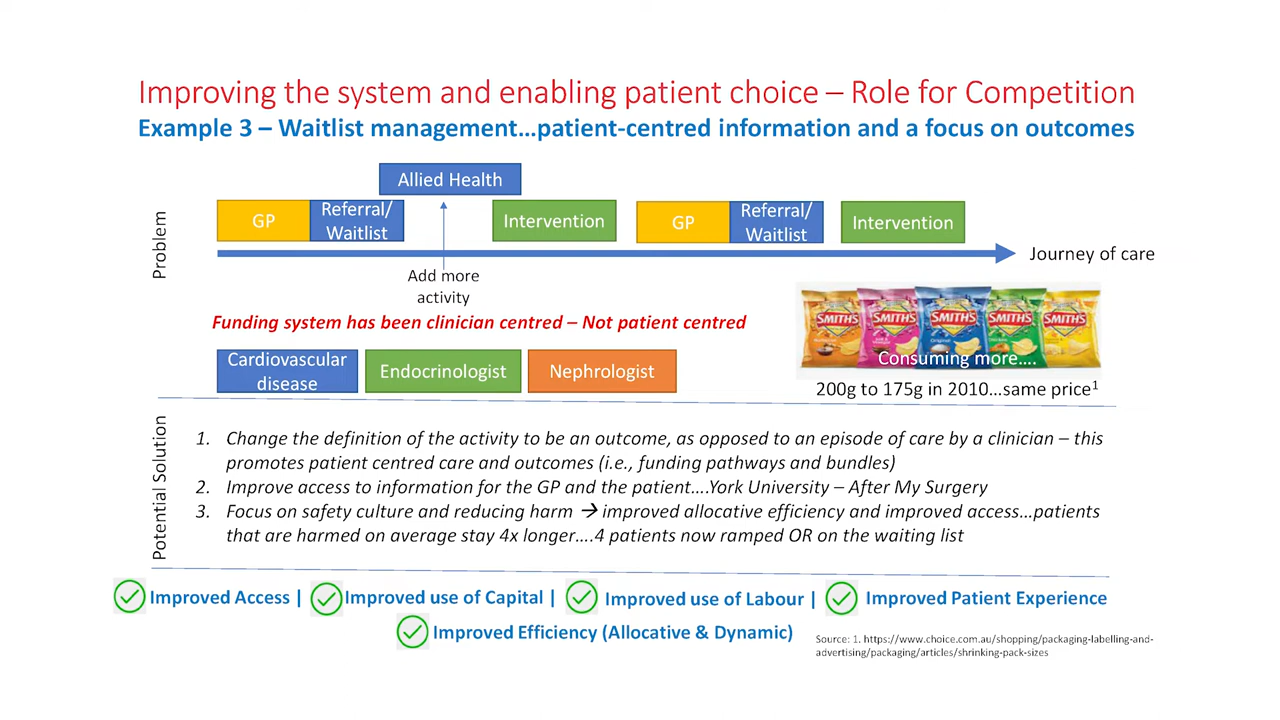 Improving the system and enabling patient choice – Role for Competition
Example 3 – Waitlist management...patient-centred information and a focus on outcomes
Problem
Allied Health
GP
Referral/
Waitlist
Intervention
GP
Referral/
Waitlist
Intervention
Journey of care
Add more
activity
Funding system has been clinician centred – Not patient centred
Cardiovascular
disease
Endocrinologist
Nephrologist
SMITH'S
SMITH'S
SMITH'S
Original
SMITH'S
SMITH'S
Consuming more....
200g to 175g in 2010...same price1
Potential Solution
1. Change the definition of the activity to be an outcome, as opposed to an episode of care by a clinician – this
promotes patient centred care and outcomes (i.e., funding pathways and bundles)
2. Improve access to information for the GP and the patient....York University – After My Surgery
3. Focus on safety culture and reducing harm → improved allocative efficiency and improved access...patients
that are harmed on average stay 4x longer....4 patients now ramped OR on the waiting list
Improved Access | Improved use of Capital | Improved use of Labour | Improved Patient Experience
Improved Efficiency (Allocative & Dynamic)
Source: 1. https://www.choice.com.au/shopping/packaging-labelling-and-
advertising/packaging/articles/shrinking-pack-sizes